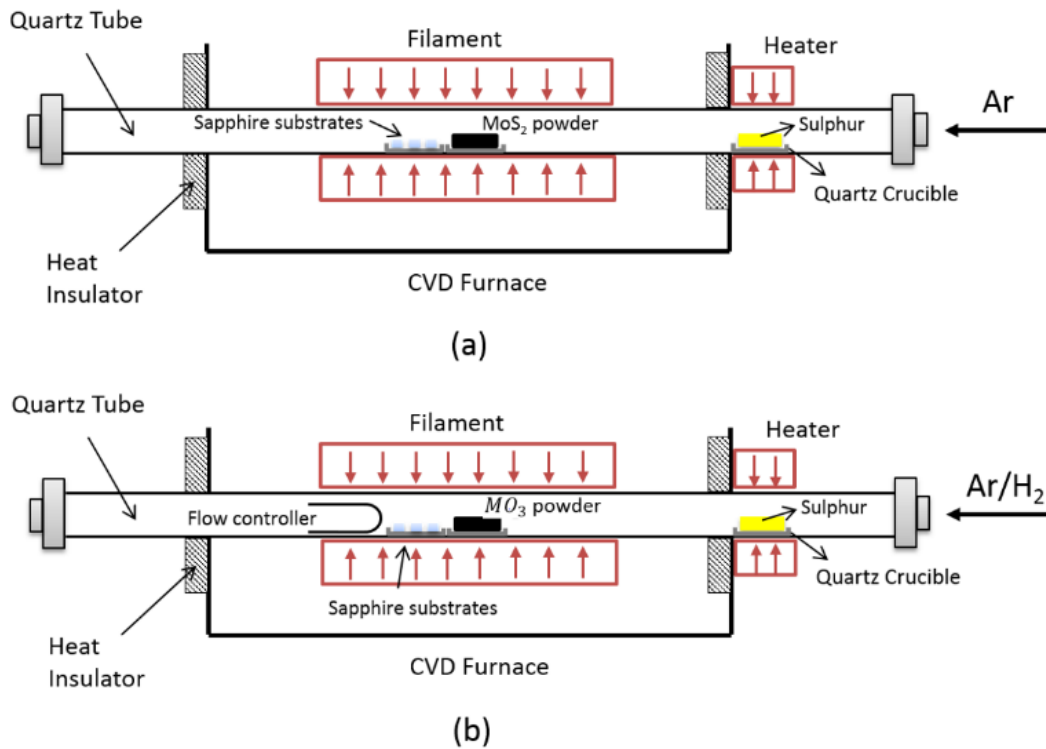 Quartz Tube
Filament
Heater
Ar
Sapphire substrates
MoS₂ powder
Sulphur
Quartz Crucible
Heat
Insulator
CVD Furnace
(a)
Quartz Tube
Filament
Heater
Ar/H₂
Flow controller
MO₃ powder
Sulphur
Quartz Crucible
Sapphire substrates
Heat
Insulator
CVD Furnace
(b)